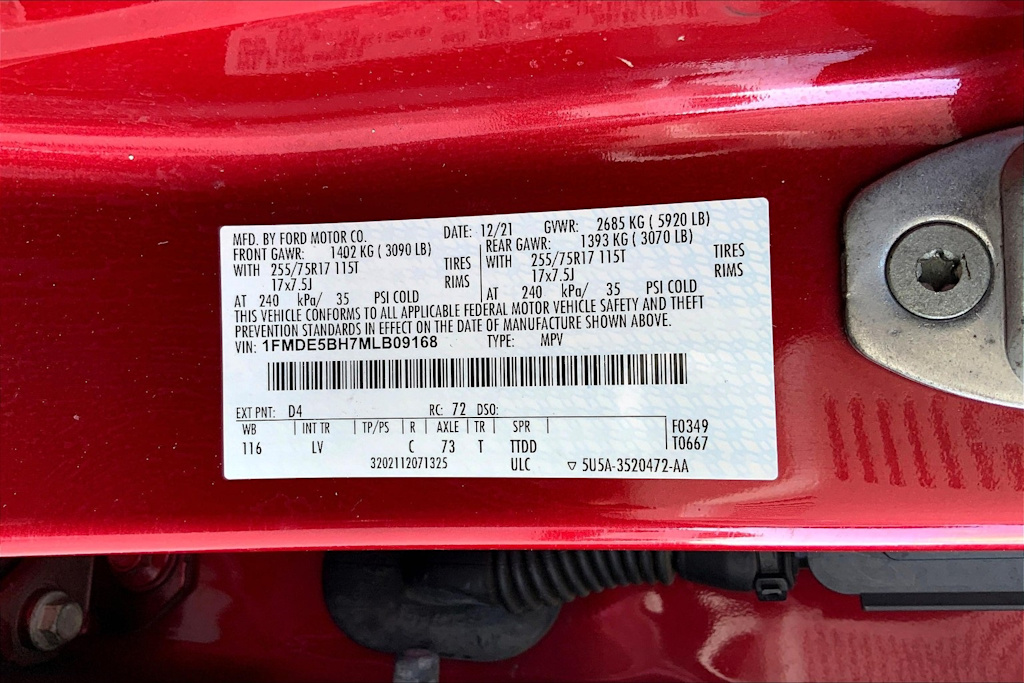 MFD. BY FORD MOTOR CO. DATE: 12/21 GVWR: 2685 KG ( 5920 LB)
FRONT GAWR: 1402 KG ( 3090 LB) REAR GAWR: 1393 KG ( 3070 LB)
WITH 255/75R17 115T TIRES WITH 255/75R17 115T TIRES
17x7.5J RIMS 17x7.5J RIMS
AT 240 kPa/ 35 PSI COLD AT 240 kPa/ 35 PSI COLD
THIS VEHICLE CONFORMS TO ALL APPLICABLE FEDERAL MOTOR VEHICLE SAFETY AND THEFT
PREVENTION STANDARDS IN EFFECT ON THE DATE OF MANUFACTURE SHOWN ABOVE.
VIN: 1FMDE5BH7MLB09168 TYPE: MPV
EXT PNT: D4 RC: 72 DSO:
WB | INT TR | TP/PS | R | AXLE | TR | SPR | F0349
116 LV C 73 T TTDD T0667
3202112071325 ULC ▽ 5U5A-3520472-AA